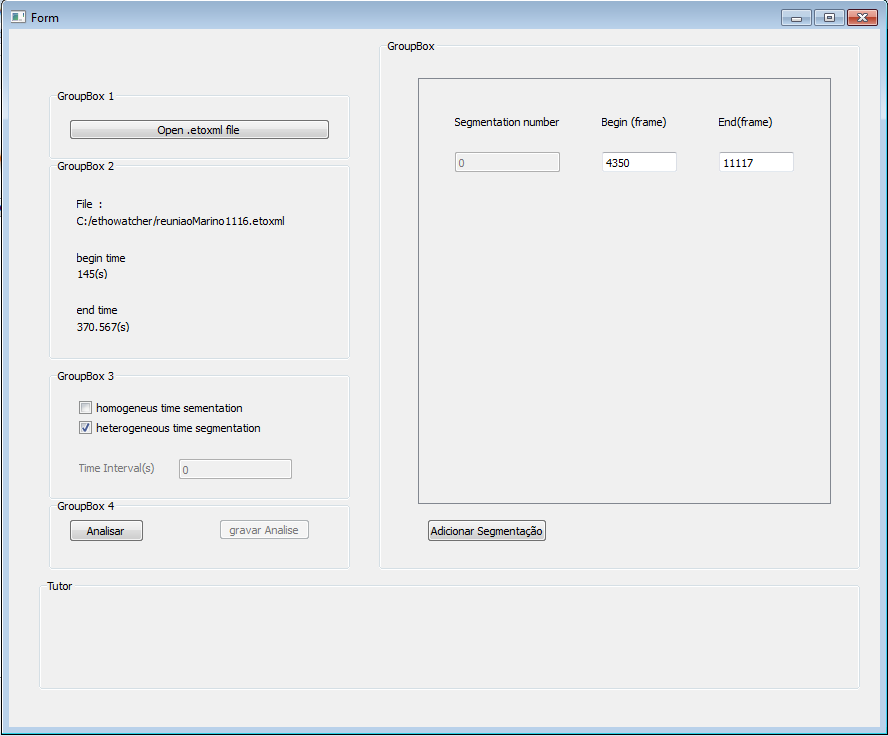 Form
GroupBox 1
Open .etoxml file
GroupBox 2
File  :
C:/ethowatcher/reuniaoMarino1116.etoxml
begin time
145(s)
end time
370.567(s)
GroupBox 3
homogeneus time sementation
heterogeneous time segmentation
Time Interval(s)
0
GroupBox 4
Analisar
gravar Analise
GroupBox
Segmentation number Begin (frame) End(frame)
0 4350 11117
Adicionar Segmentação
Tutor